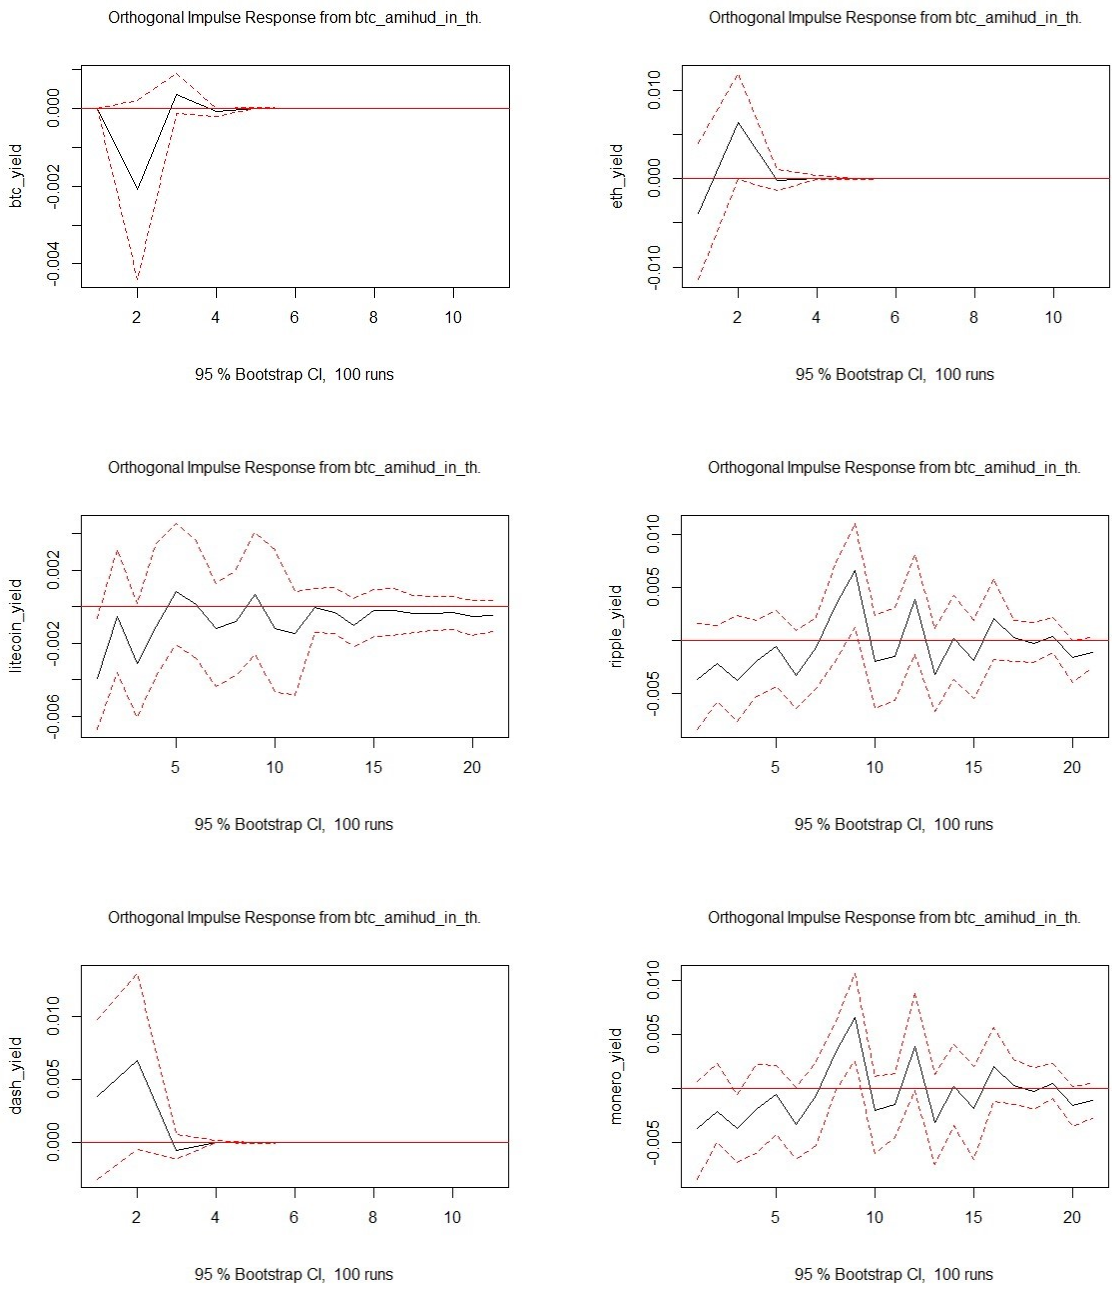 Orthogonal Impulse Response from btc_amihud_in_th.
btc_yield
0.000
-0.002
-0.004
2 4 6 8 10
95 % Bootstrap CI, 100 runs
Orthogonal Impulse Response from btc_amihud_in_th.
eth_yield
0.010
0.000
-0.010
2 4 6 8 10
95 % Bootstrap CI, 100 runs
Orthogonal Impulse Response from btc_amihud_in_th.
litecoin_yield
0.002
-0.002
-0.006
5 10 15 20
95 % Bootstrap CI, 100 runs
Orthogonal Impulse Response from btc_amihud_in_th.
ripple_yield
0.010
0.005
-0.005
5 10 15 20
95 % Bootstrap CI, 100 runs
Orthogonal Impulse Response from btc_amihud_in_th.
dash_yield
0.010
0.005
0.000
2 4 6 8 10
95 % Bootstrap CI, 100 runs
Orthogonal Impulse Response from btc_amihud_in_th.
monero_yield
0.010
0.005
-0.005
5 10 15 20
95 % Bootstrap CI, 100 runs